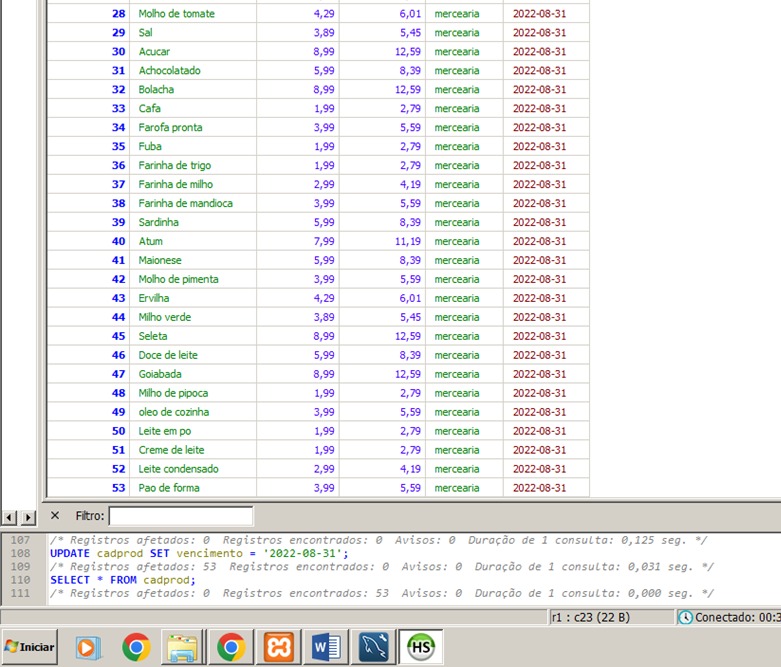 28 Molho de tomate 4,29 6,01 mercearia 2022-08-31
29 Sal 3,89 5,45 mercearia 2022-08-31
30 Acucar 8,99 12,59 mercearia 2022-08-31
31 Achocolatado 5,99 8,39 mercearia 2022-08-31
32 Bolacha 8,99 12,59 mercearia 2022-08-31
33 Cafa 1,99 2,79 mercearia 2022-08-31
34 Farofa pronta 3,99 5,59 mercearia 2022-08-31
35 Fuba 1,99 2,79 mercearia 2022-08-31
36 Farinha de trigo 1,99 2,79 mercearia 2022-08-31
37 Farinha de milho 2,99 4,19 mercearia 2022-08-31
38 Farinha de mandioca 3,99 5,59 mercearia 2022-08-31
39 Sardinha 5,99 8,39 mercearia 2022-08-31
40 Atum 7,99 11,19 mercearia 2022-08-31
41 Maionese 5,99 8,39 mercearia 2022-08-31
42 Molho de pimenta 3,99 5,59 mercearia 2022-08-31
43 Ervilha 4,29 6,01 mercearia 2022-08-31
44 Milho verde 3,89 5,45 mercearia 2022-08-31
45 Seleta 8,99 12,59 mercearia 2022-08-31
46 Doce de leite 5,99 8,39 mercearia 2022-08-31
47 Goiabada 8,99 12,59 mercearia 2022-08-31
48 Milho de pipoca 1,99 2,79 mercearia 2022-08-31
49 oleo de cozinha 3,99 5,59 mercearia 2022-08-31
50 Leite em po 1,99 2,79 mercearia 2022-08-31
51 Creme de leite 1,99 2,79 mercearia 2022-08-31
52 Leite condensado 2,99 4,19 mercearia 2022-08-31
53 Pao de forma 3,99 5,59 mercearia 2022-08-31
Filtro:
107 /* Registros afetados: 0 Registros encontrados: 0 Avisos: 0 Duração de 1 consulta: 0,125 seg. */
108 UPDATE cadprod SET vencimento = '2022-08-31';
109 /* Registros afetados: 53 Registros encontrados: 0 Avisos: 0 Duração de 1 consulta: 0,031 seg. */
110 SELECT * FROM cadprod;
111 /* Registros afetados: 0 Registros encontrados: 53 Avisos: 0 Duração de 1 consulta: 0,000 seg. */
r1 : c23 (22 B) Conectado: 00:3
Iniciar W HS